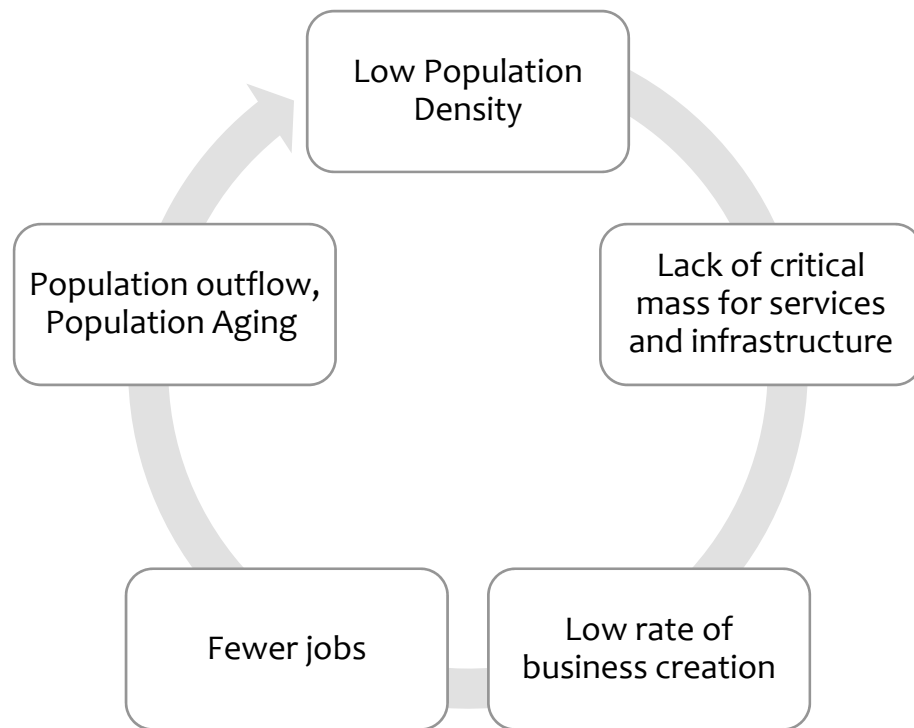 Low Population
Density
Lack of critical
mass for services
and infrastructure
Low rate of
business creation
Fewer jobs
Population outflow,
Population Aging